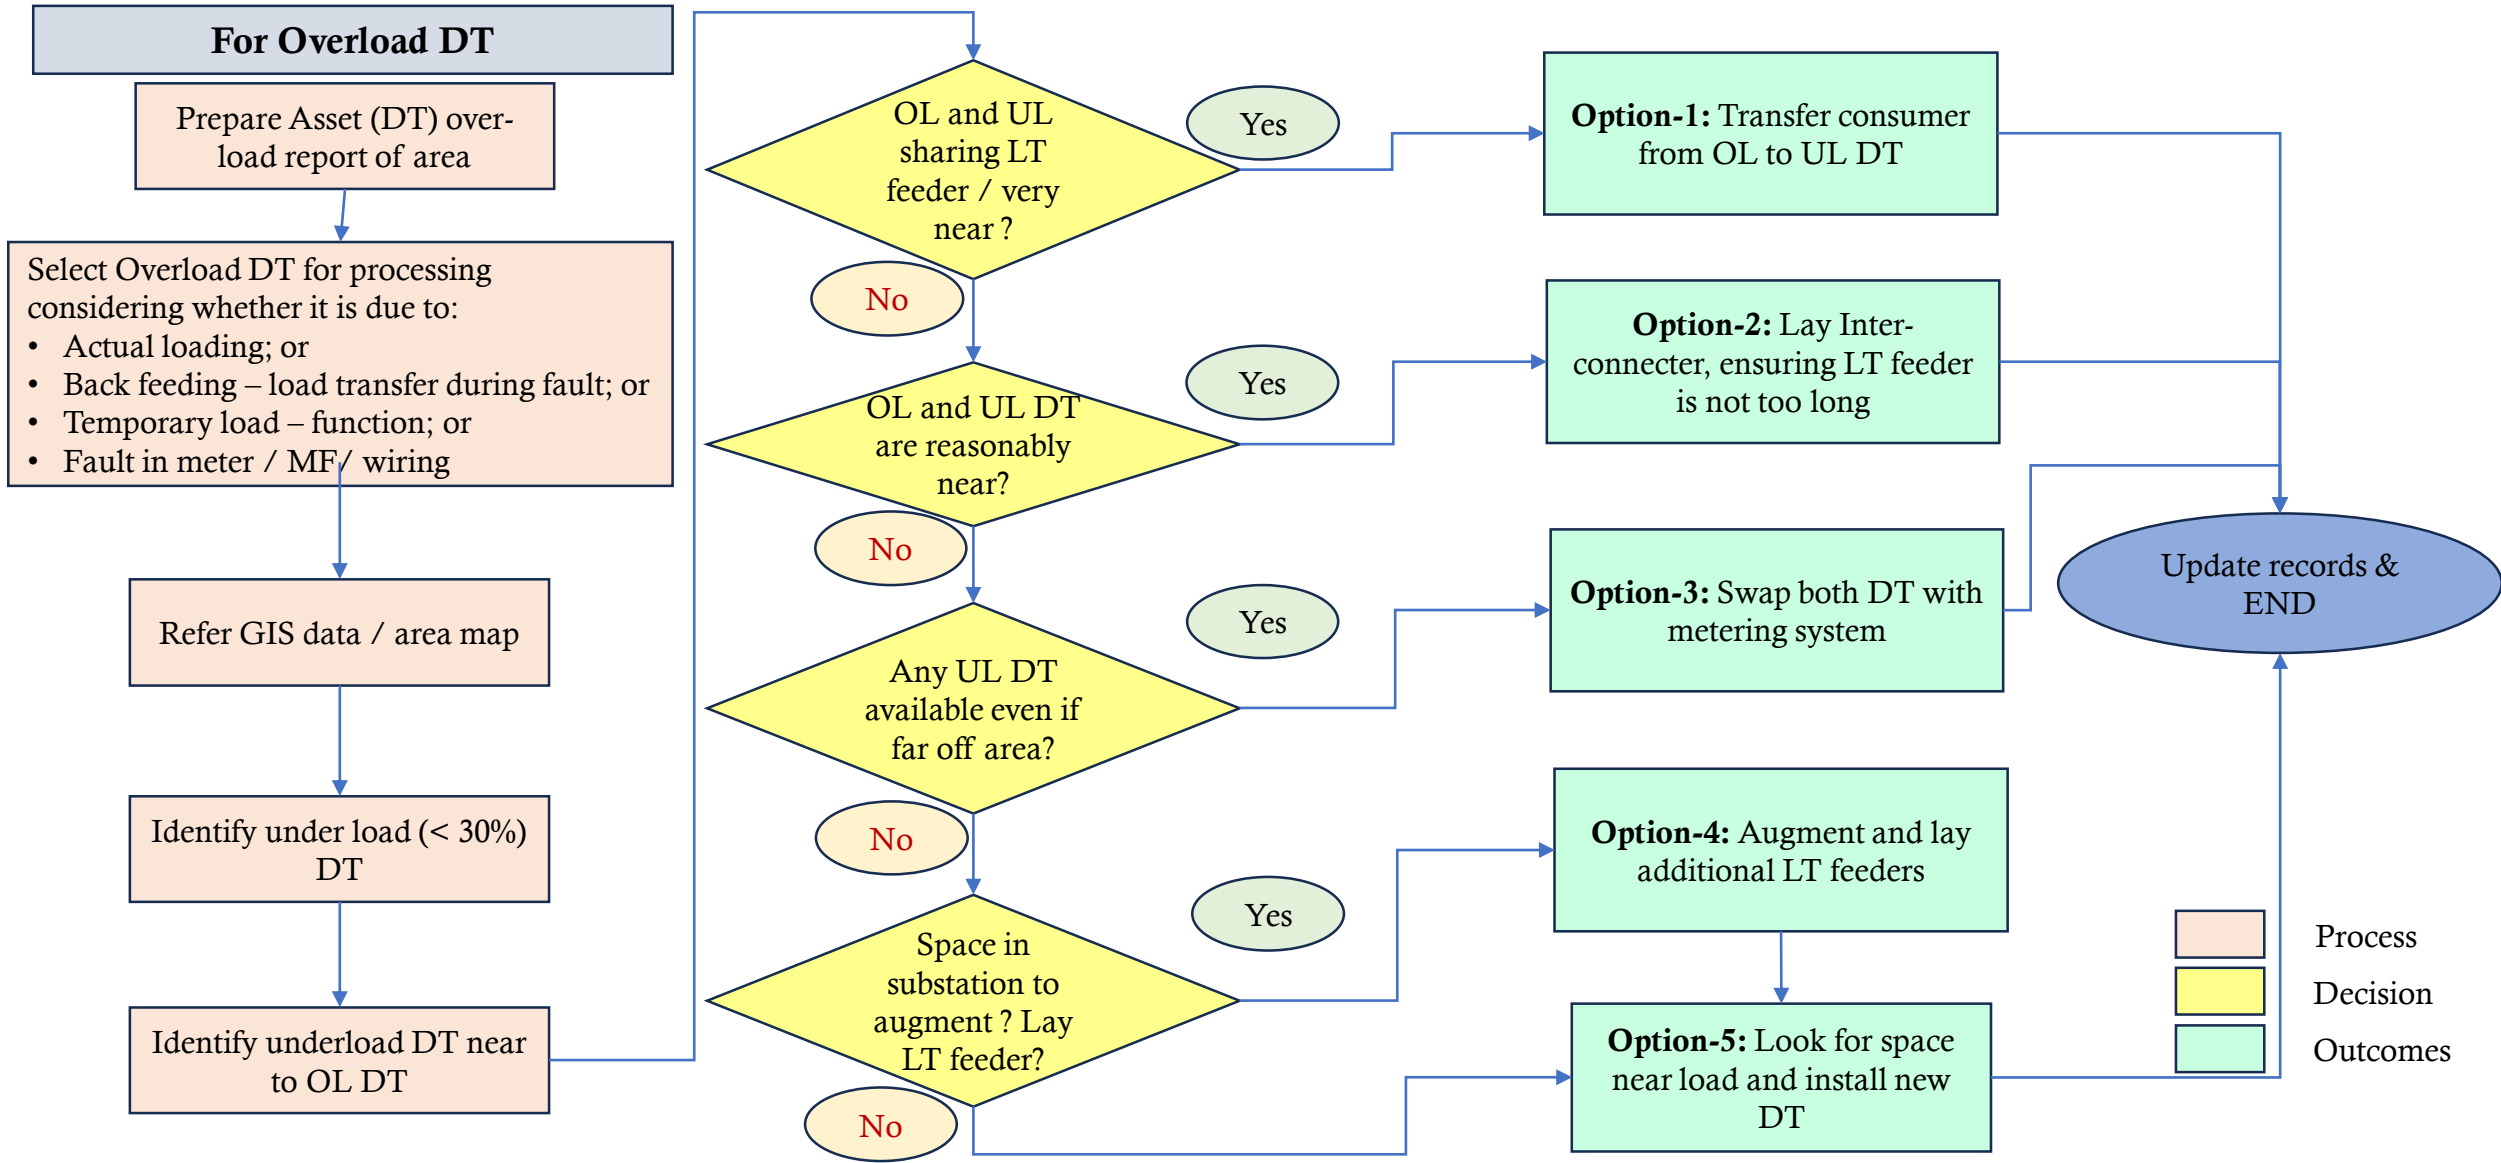 For Overload DT
Prepare Asset (DT) over-
load report of area
Select Overload DT for processing
considering whether it is due to:
• Actual loading; or
• Back feeding – load transfer during fault; or
• Temporary load – function; or
• Fault in meter / MF/ wiring
Refer GIS data / area map
Identify under load (< 30%)
DT
Identify underload DT near
to OL DT
OL and UL
sharing LT
feeder / very
near ?
Yes
No
Option-1: Transfer consumer
from OL to UL DT
OL and UL DT
are reasonably
near?
Yes
No
Option-2: Lay Inter-
connecter, ensuring LT feeder
is not too long
Any UL DT
available even if
far off area?
Yes
No
Option-3: Swap both DT with
metering system
Space in
substation to
augment ? Lay
LT feeder?
Yes
No
Option-4: Augment and lay
additional LT feeders
Option-5: Look for space
near load and install new
DT
Update records &
END
Process
Decision
Outcomes